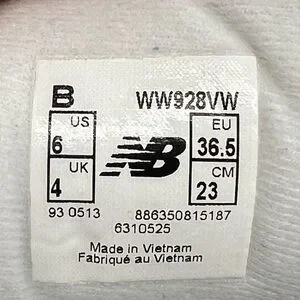 B WW928VW
US EU
6 36.5
UK CM
4 23
NB
93 0513 886350815187
6310525
Made in Vietnam
Fabriqué au Vietnam